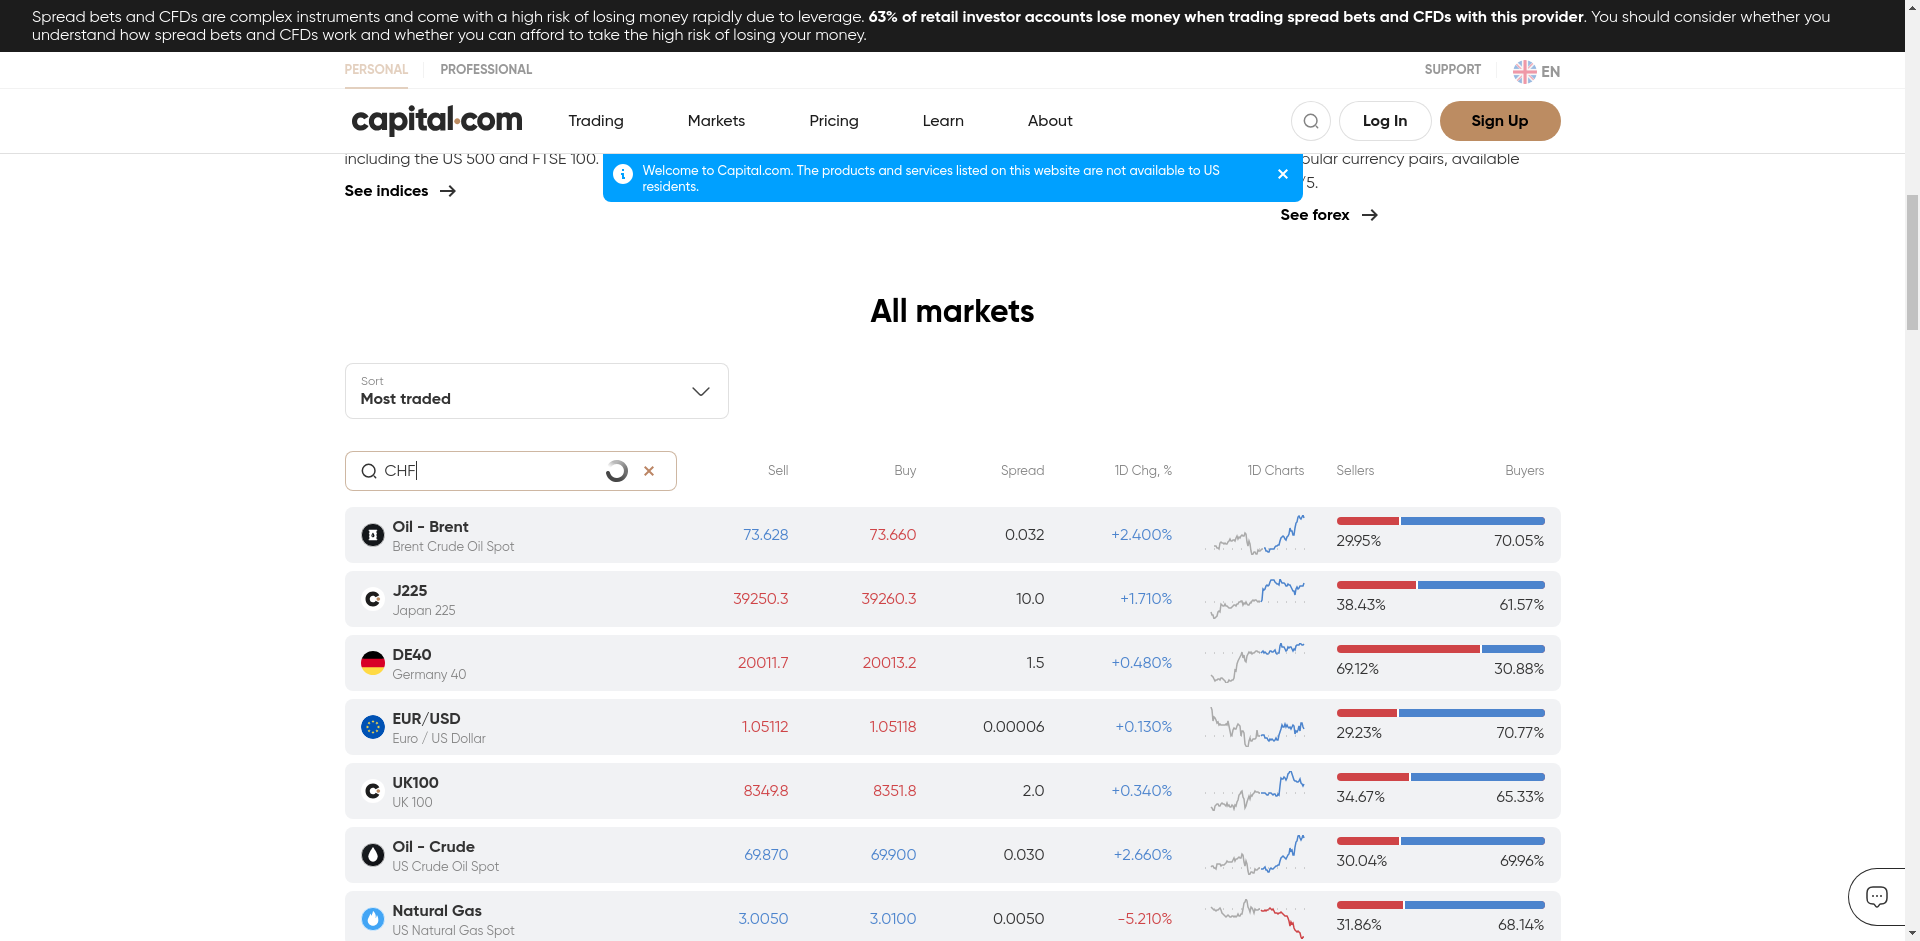 Spread bets and CFDs are complex instruments and come with a high risk of losing money rapidly due to leverage. 63% of retail investor accounts lose money when trading spread bets and CFDs with this provider. You should consider whether you
understand how spread bets and CFDs work and whether you can afford to take the high risk of losing your money.
PERSONAL PROFESSIONAL SUPPORT EN
capital.com Trading Markets Pricing Learn About Log In Sign Up
including the US 500 and FTSE 100. pular currency pairs, available
Welcome to Capital.com. The products and services listed on this website are not available to US
residents.
/5.
See indices
See forex
All markets
Sort
Most traded
CHF Sell Buy Spread 1D Chg, % 1D Charts Sellers Buyers
Oil - Brent
Brent Crude Oil Spot
73.628 73.660 0.032 +2.400% 29.95% 70.05%
J225
Japan 225
39250.3 39260.3 10.0 +1.710% 38.43% 61.57%
DE40
Germany 40
20011.7 20013.2 1.5 +0.480% 69.12% 30.88%
EUR/USD
Euro / US Dollar
1.05112 1.05118 0.00006 +0.130% 29.23% 70.77%
UK100
UK 100
8349.8 8351.8 2.0 +0.340% 34.67% 65.33%
Oil - Crude
US Crude Oil Spot
69.870 69.900 0.030 +2.660% 30.04% 69.96%
Natural Gas
US Natural Gas Spot
3.0050 3.0100 0.0050 -5.210% 31.86% 68.14%